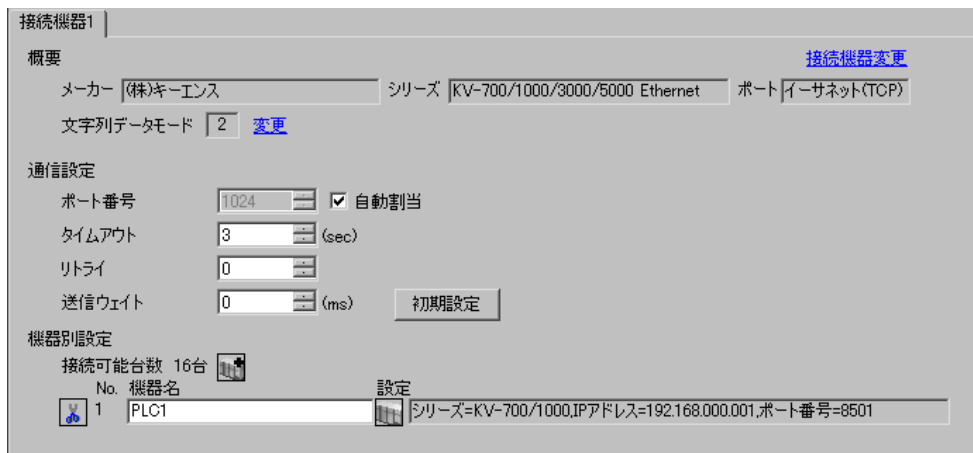 接続機器1
概要 接続機器変更
メーカー (株)キーエンス シリーズ KV-700/1000/3000/5000 Ethernet ポート イーサネット(TCP)
文字列データモード 2 変更
通信設定
ポート番号 1024 自動割当
タイムアウト 3 (sec)
リトライ 0
送信ウェイト 0 (ms) 初期設定
機器別設定
接続可能台数 16台
No. 機器名 設定
1 PLC1 シリーズ=KV-700/1000,IPアドレス=192.168.000.001,ポート番号=8501